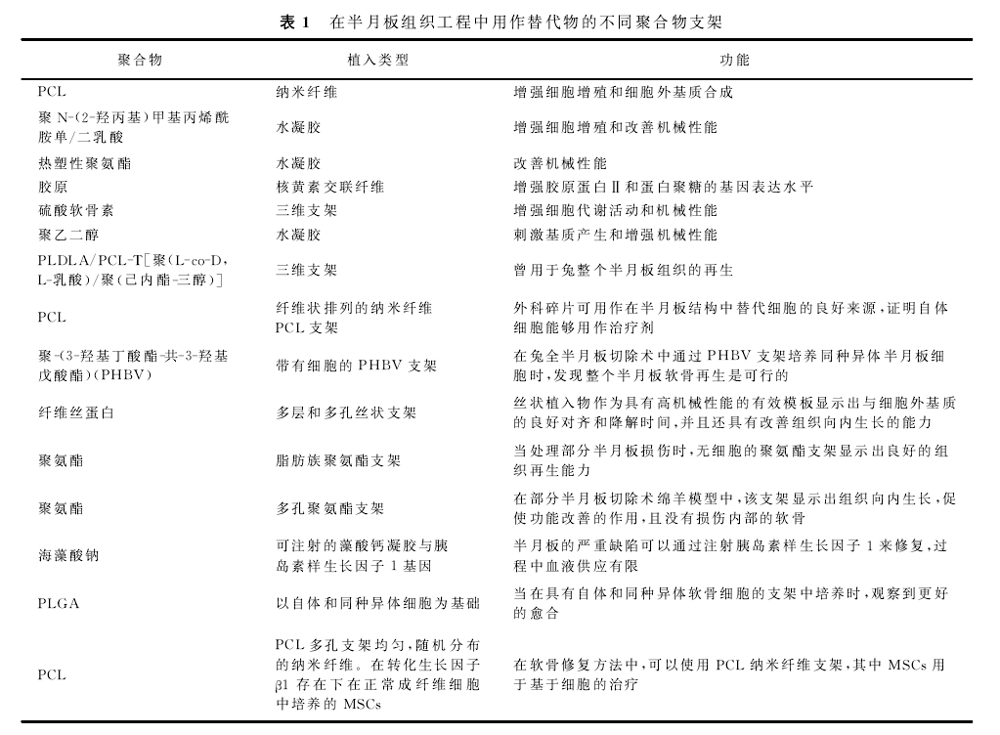 表 1 在半月板组织工程中用作替代物的不同聚合物支架
聚合物 植入类型 功能
PCL 纳米纤维 增强细胞增殖和细胞外基质合成
聚 N-(2-羟丙基)甲基丙烯酰
胺单/二乳酸
水凝胶 增强细胞增殖和改善机械性能
热塑性聚氨酯 水凝胶 改善机械性能
胶原 核黄素交联纤维 增强胶原蛋白Ⅱ和蛋白聚糖的基因表达水平
硫酸软骨素 三维支架 增强细胞代谢活动和机械性能
聚乙二醇 水凝胶 刺激基质产生和增强机械性能
PLDLA/PCL-T[聚(L-co-D,
L-乳酸)/聚(己内酯-三醇)]
三维支架 曾用于兔整个半月板组织的再生
PCL
纤维状排列的纳米纤维
PCL 支架
外科碎片可用作在半月板结构中替代细胞的良好来源,证明自体
细胞能够用作治疗剂
聚-(3-羟基丁酸酯-共-3-羟基
戊酸酯)(PHBV)
带有细胞的 PHBV 支架
在兔全半月板切除术中通过 PHBV 支架培养同种异体半月板细
胞时,发现整个半月板软骨再生是可行的
纤维丝蛋白 多层和多孔丝状支架
丝状植入物作为具有高机械性能的有效模板显示出与细胞外基质
的良好对齐和降解时间,并且还具有改善组织向内生长的能力
聚氨酯 脂肪族聚氨酯支架
当处理部分半月板损伤时,无细胞的聚氨酯支架显示出良好的组
织再生能力
聚氨酯 多孔聚氨酯支架
在部分半月板切除术绵羊模型中,该支架显示出组织向内生长,促
使功能改善的作用,且没有损伤内部的软骨
海藻酸钠
可注射的藻酸钙凝胶与胰
岛素样生长因子 1 基因
半月板的严重缺陷可以通过注射胰岛素样生长因子 1 来修复,过
程中血液供应有限
PLGA 以自体和同种异体细胞为基础
当在具有自体和同种异体软骨细胞的支架中培养时,观察到更好
的愈合
PCL
PCL 多孔支架均匀,随机分布
的纳米纤维。在转化生长因子
β1 存在下在正常成纤维细胞
中培养的 MSCs
在软骨修复方法中,可以使用 PCL 纳米纤维支架,其中 MSCs 用
于基于细胞的治疗